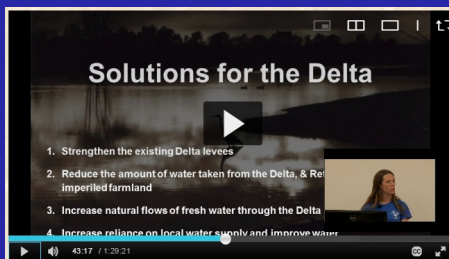 Solutions for the Delta
1. Strengthen the existing Delta levees
2. Reduce the amount of water taken from the Delta, & Ret
imperiled farmland
3. Increase natural flows of fresh water through the Delta
4. Increase reliance on local water supply and improve water
43:17 / 1:29:21
CC